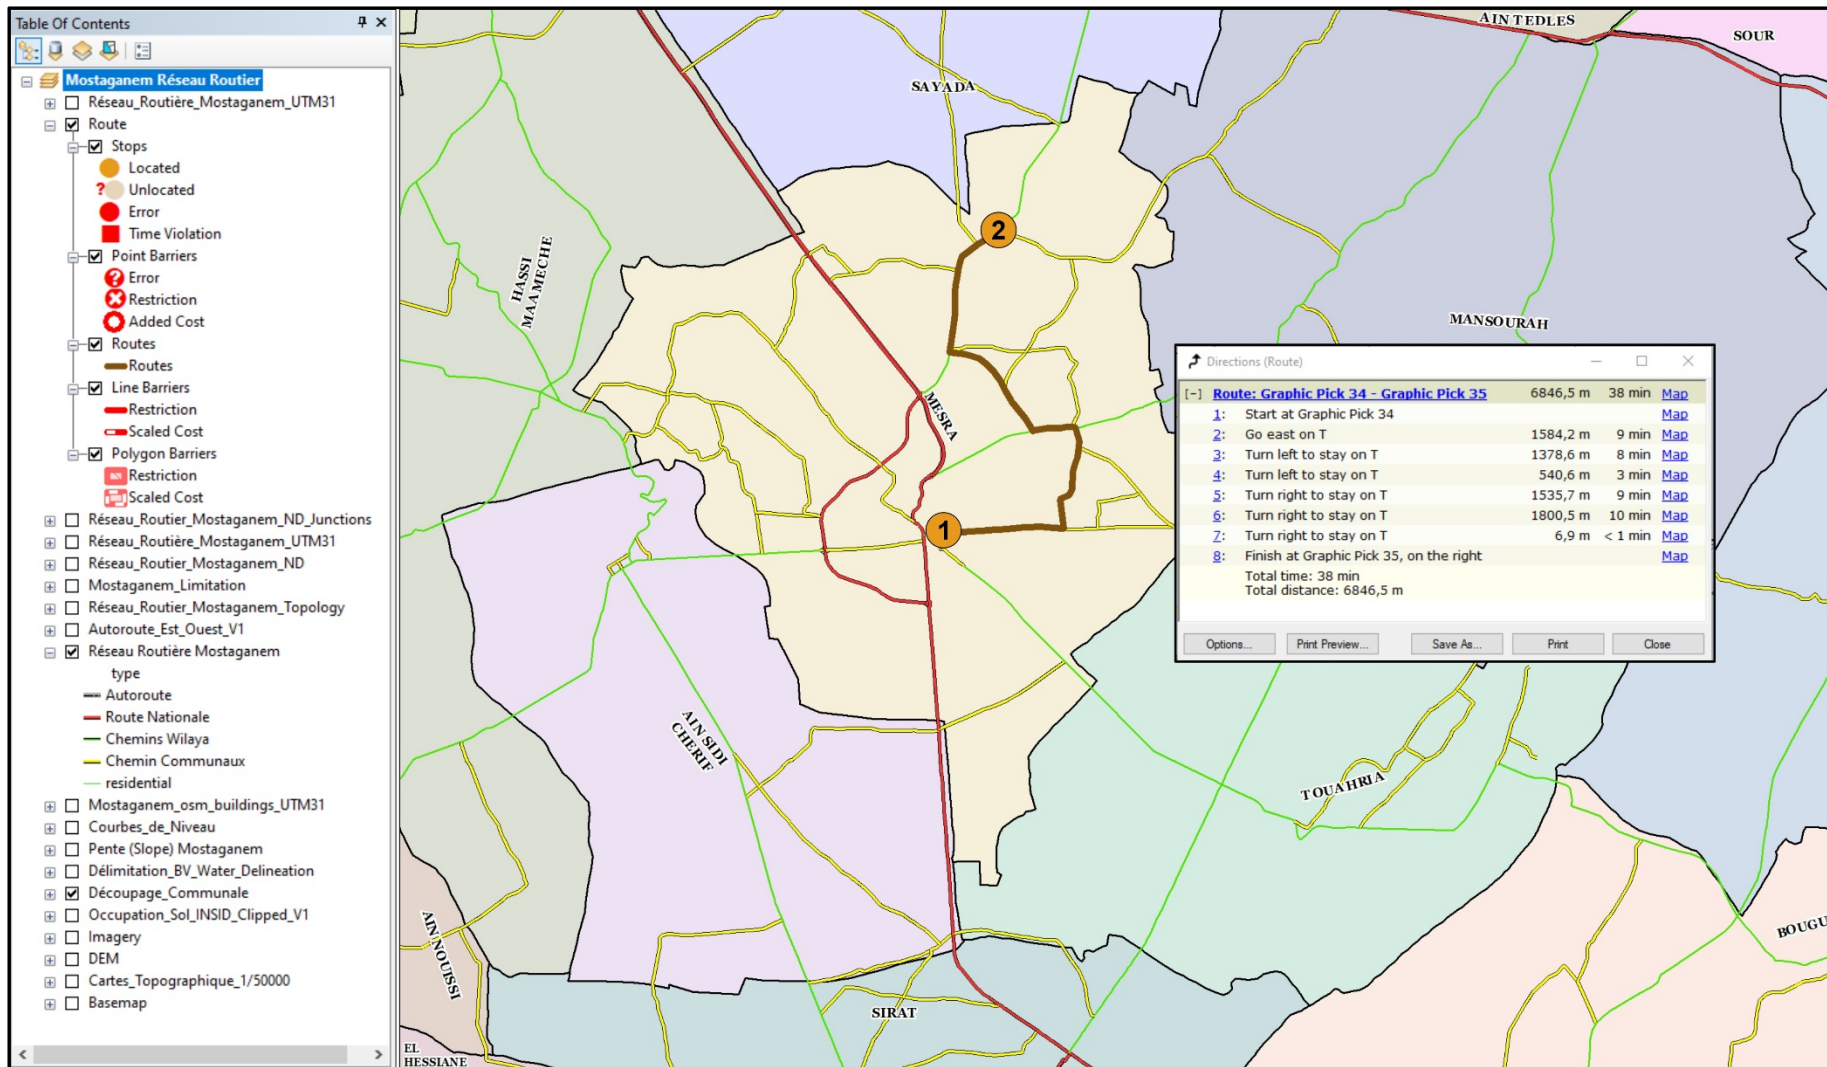 Table Of Contents
Mostaganem Réseau Routier
Réseau_Routière_Mostaganem_UTM31
Route
Stops
Located
? Unlocated
Error
Time Violation
Point Barriers
? Error
Restriction
Added Cost
Routes
Routes
Line Barriers
Restriction
Scaled Cost
Polygon Barriers
Restriction
Scaled Cost
Réseau_Routier_Mostaganem_ND_Junctions
Réseau_Routière_Mostaganem_UTM31
Réseau_Routier_Mostaganem_ND
Mostaganem_Limitation
Réseau_Routier_Mostaganem_Topology
Autoroute_Est_Ouest_V1
Réseau Routière Mostaganem
type
Autoroute
Route Nationale
Chemins Wilaya
Chemin Communaux
residential
Mostaganem_osm_buildings_UTM31
Courbes_de_Niveau
Pente (Slope) Mostaganem
Délimitation_BV_Water_Delineation
Découpage_Communale
Occupation_Sol_INSID_Clipped_V1
Imagery
DEM
Cartes_Topographique_1/50000
Basemap
AIN TEDLES
SOUR
SAYADA
HASSI
MAAMECHE
2
MANSOURAH
MESRA
1
AIN SIDI
CHERIF
TOUAHRIA
AIN NOUISSI
BOUGU
SIRAT
EL
HESSIANE
Directions (Route)
[-] Route: Graphic Pick 34 - Graphic Pick 35 6846,5 m 38 min Map
1: Start at Graphic Pick 34 Map
2: Go east on T 1584,2 m 9 min Map
3: Turn left to stay on T 1378,6 m 8 min Map
4: Turn left to stay on T 540,6 m 3 min Map
5: Turn right to stay on T 1535,7 m 9 min Map
6: Turn right to stay on T 1800,5 m 10 min Map
7: Turn right to stay on T 6,9 m < 1 min Map
8: Finish at Graphic Pick 35, on the right Map
Total time: 38 min
Total distance: 6846,5 m
Options... Print Preview... Save As... Print Close